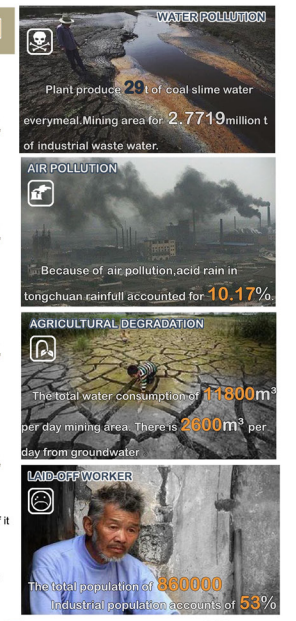 WATER POLLUTION
Plant produce 29t of coal slime water
everymeal.Mining area for 2.7719million t
of industrial waste water.
AIR POLLUTION
Because of air pollution,acid rain in
tongchuan rainfull accounted for 10.17%.
AGRICULTURAL DEGRADATION
The total water consumption of 11800m³
per day mining area. There is 2600m³ per
day from groundwater
LAID-OFF WORKER
f it
The total population of 860000
Industrial population accounts of 53%